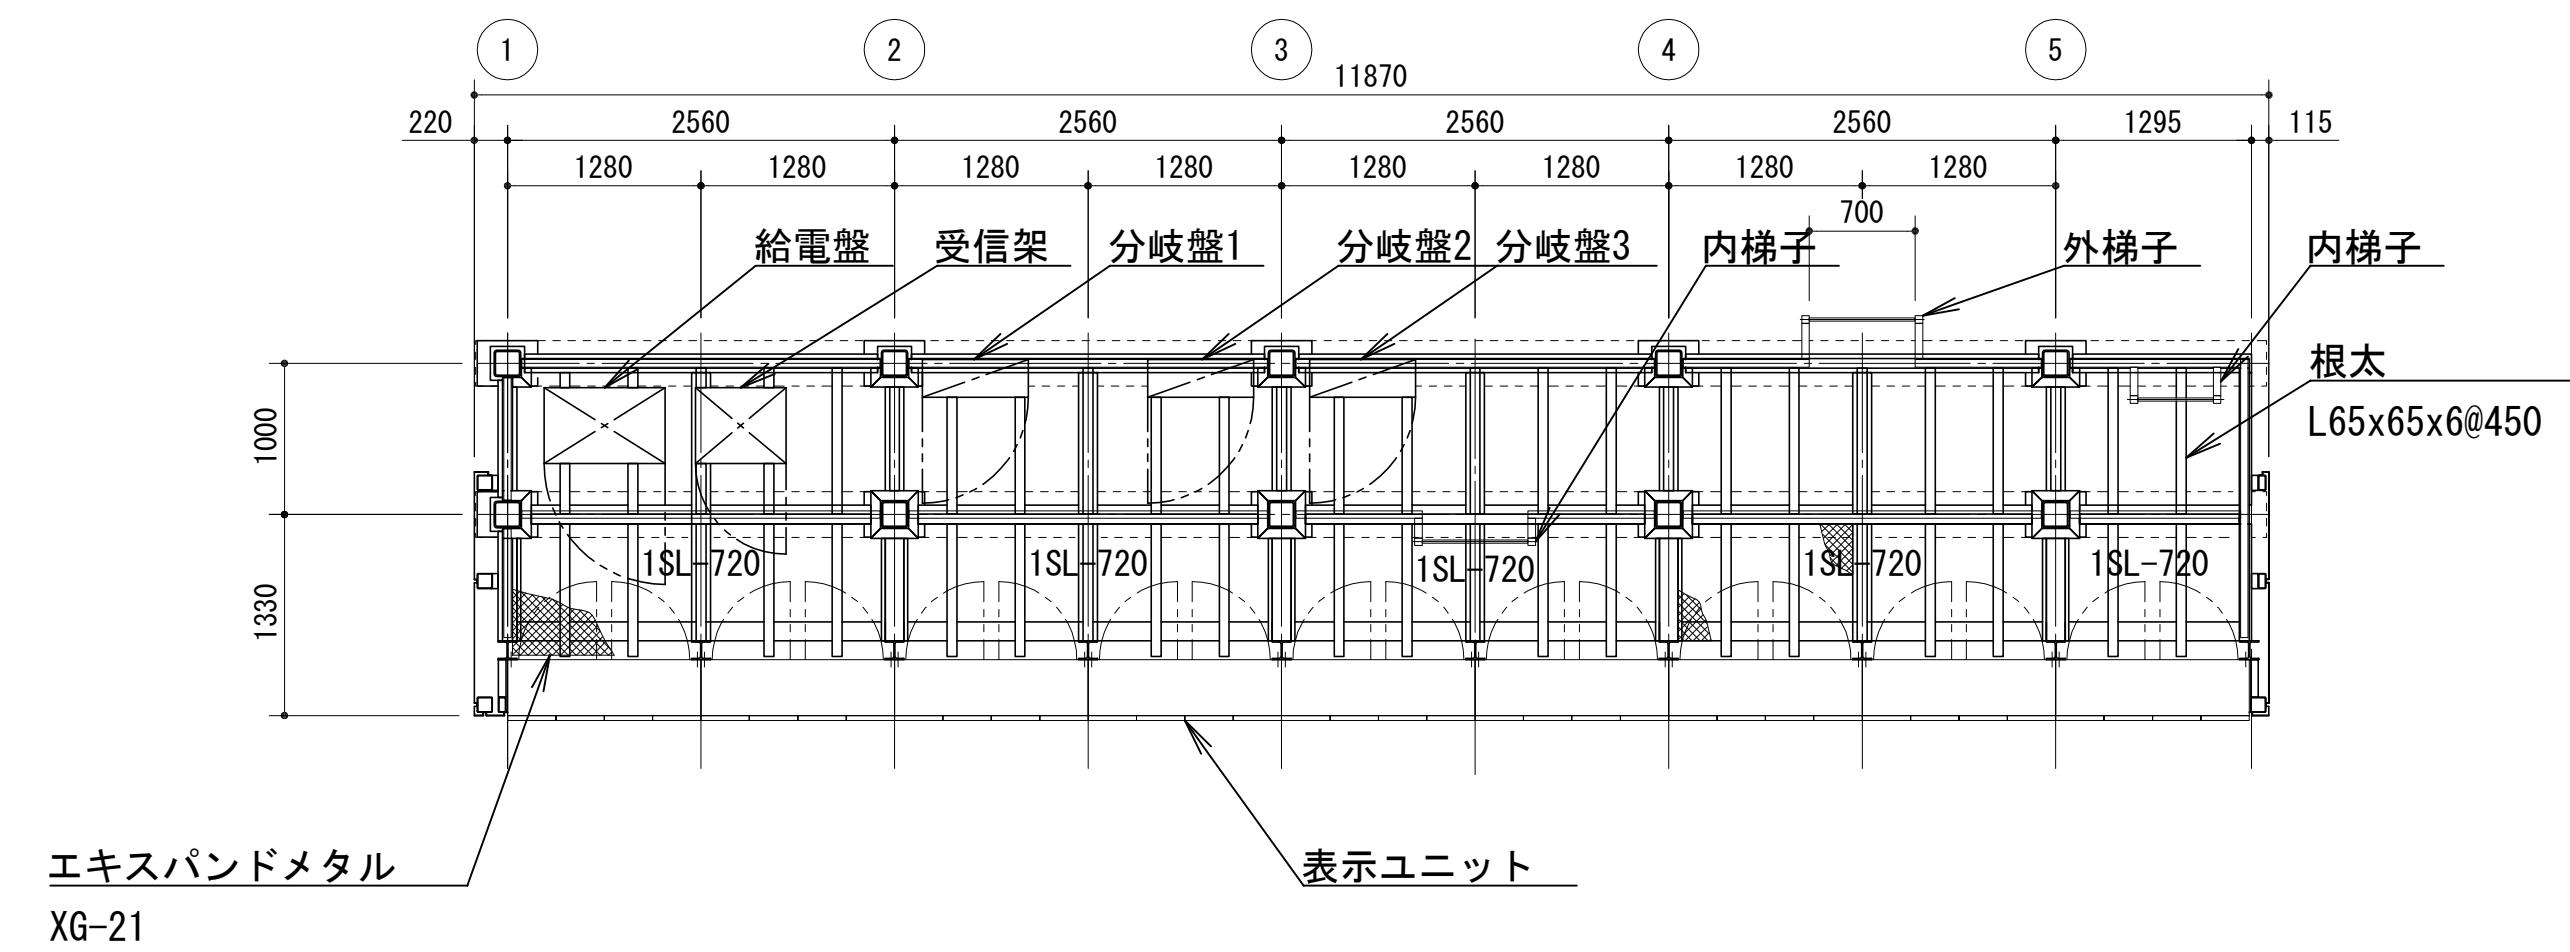 1 2 3 4 5
11870
220 2560 2560 2560 2560 1295 115
1280 1280 1280 1280 1280 1280 1280 1280
700
給電盤 受信架 分岐盤1 分岐盤2 分岐盤3 内梯子 外梯子 内梯子
根太
L65x65x6@450
1000
1330
1SL-720 1SL-720 1SL-720 1SL-720 1SL-720
エキスパンドメタル
XG-21
表示ユニット